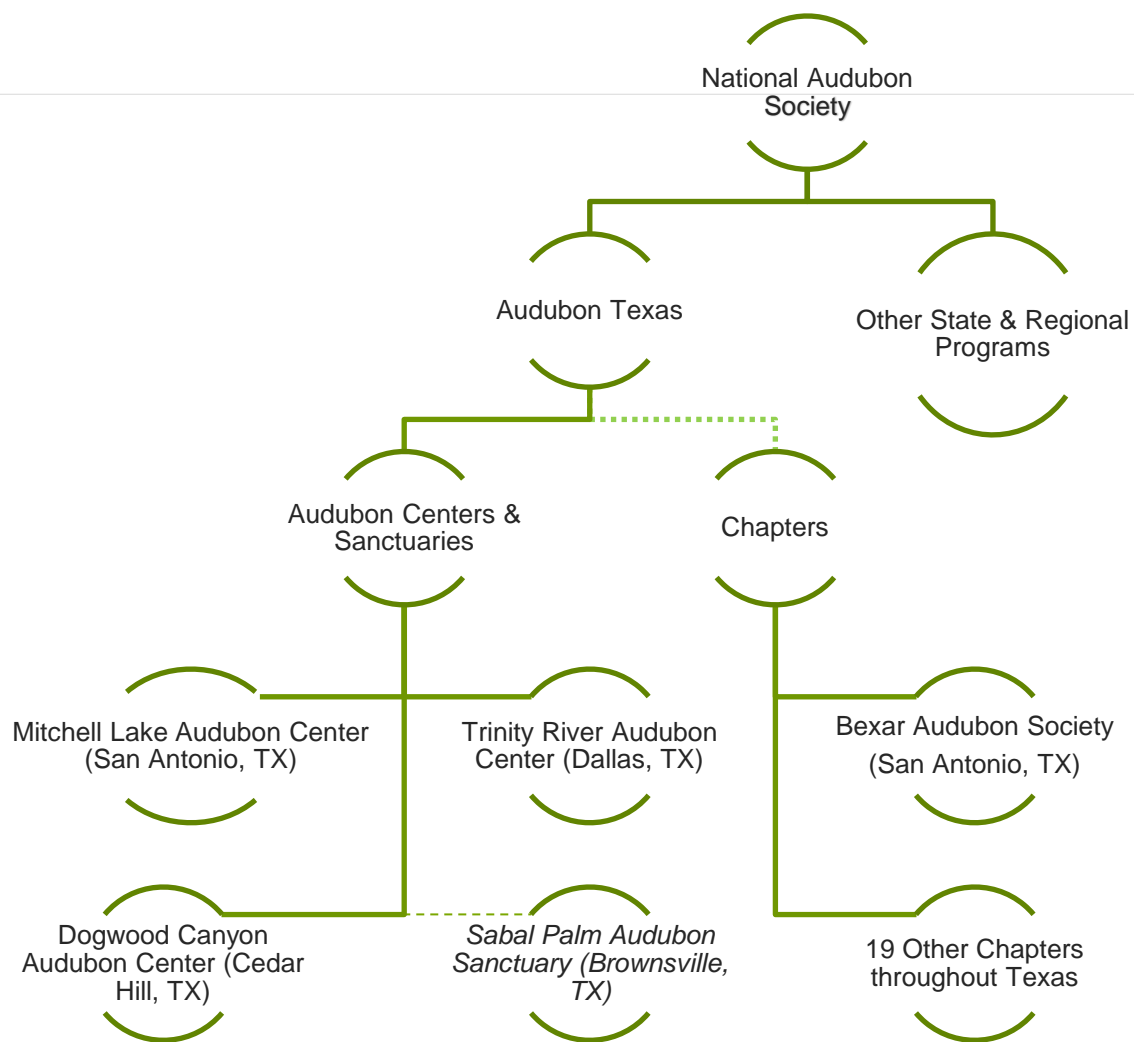 National Audubon
Society
Audubon Texas
Other State & Regional
Programs
Audubon Centers &
Sanctuaries
Chapters
Mitchell Lake Audubon Center
(San Antonio, TX)
Trinity River Audubon
Center (Dallas, TX)
Bexar Audubon Society
(San Antonio, TX)
Dogwood Canyon
Audubon Center (Cedar
Hill, TX)
Sabal Palm Audubon
Sanctuary (Brownsville,
TX)
19 Other Chapters
throughout Texas